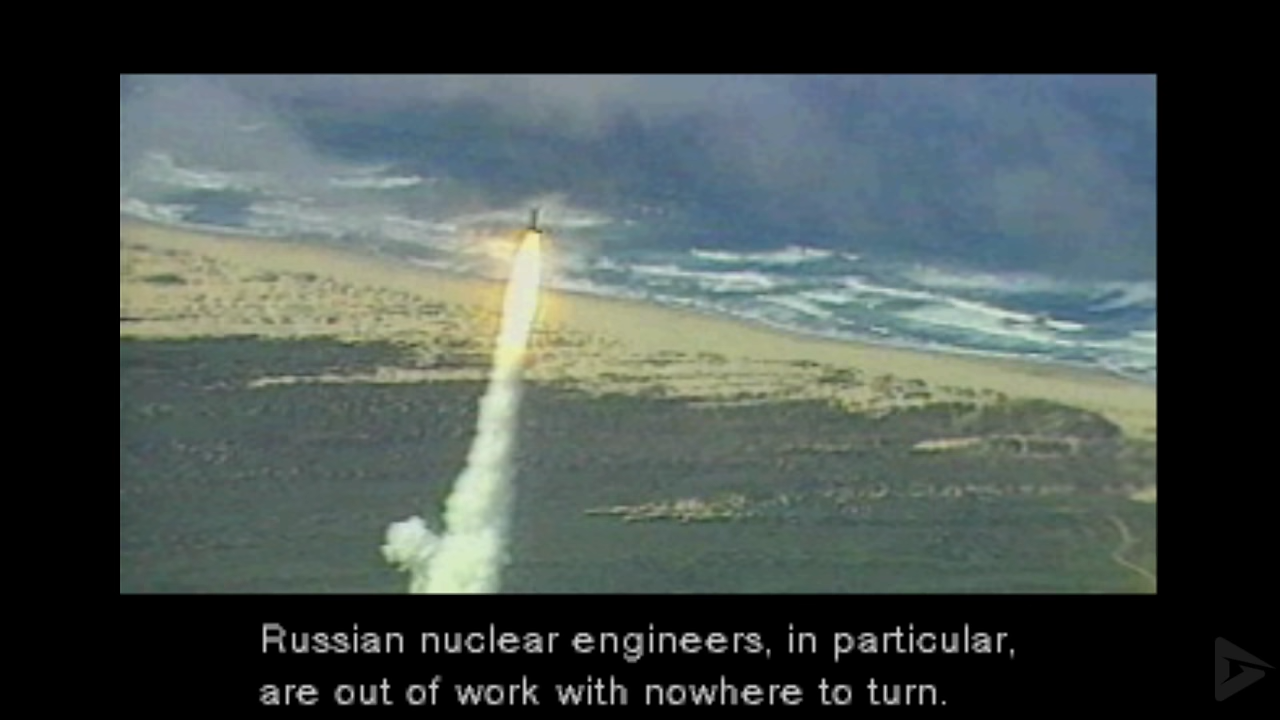 Russian nuclear engineers, in particular,
are out of work with nowhere to turn.